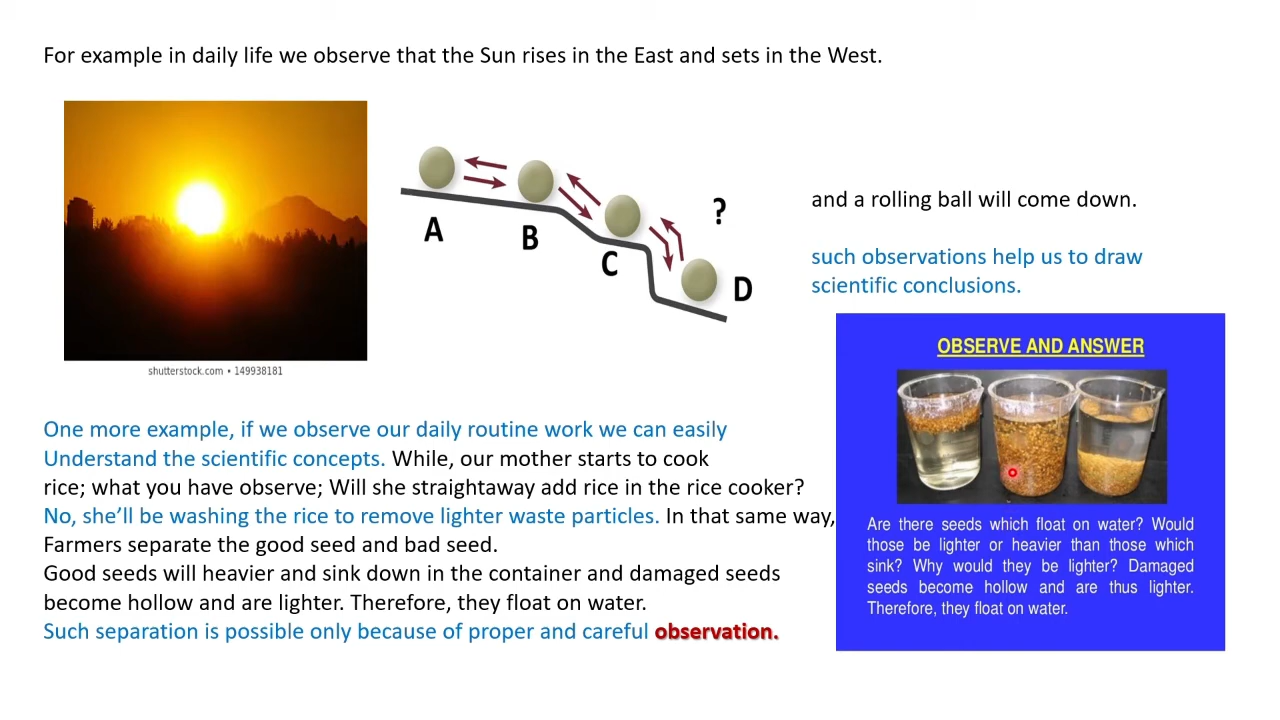 For example in daily life we observe that the Sun rises in the East and sets in the West.
A
B
C
?
D
and a rolling ball will come down.
such observations help us to draw
scientific conclusions.
shutterstock.com • 149938181
OBSERVE AND ANSWER
Are there seeds which float on water? Would
those be lighter or heavier than those which
sink? Why would they be lighter? Damaged
seeds become hollow and are thus lighter.
Therefore, they float on water.
One more example, if we observe our daily routine work we can easily
Understand the scientific concepts. While, our mother starts to cook
rice; what you have observe; Will she straightaway add rice in the rice cooker?
No, she’ll be washing the rice to remove lighter waste particles. In that same way,
Farmers separate the good seed and bad seed.
Good seeds will heavier and sink down in the container and damaged seeds
become hollow and are lighter. Therefore, they float on water.
Such separation is possible only because of proper and careful observation.